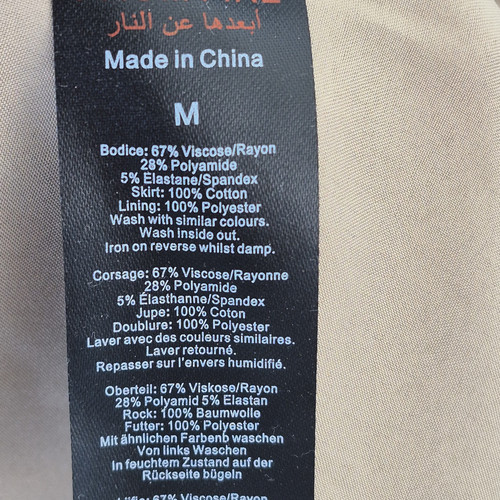 أبعدها عن النار
Made in China
M
Bodice: 67% Viscose/Rayon
28% Polyamide
5% Elastane/Spandex
Skirt: 100% Cotton
Lining: 100% Polyester
Wash with similar colours.
Wash inside out.
Iron on reverse whilst damp.
Corsage: 67% Viscose/Rayonne
28% Polyamide
5% Élasthanne/Spandex
Jupe: 100% Coton
Doublure: 100% Polyester
Laver avec des couleurs similaires.
Laver retourné.
Repasser sur l'envers humidifié.
Oberteil: 67% Viskose/Rayon
28% Polyamid 5% Elastan
Rock: 100% Baumwolle
Futter: 100% Polyester
Mit ähnlichen Farbenb waschen
Von links Waschen
In feuchtem Zustand auf der
Rückseite bügeln
67% Viscose/Rayon